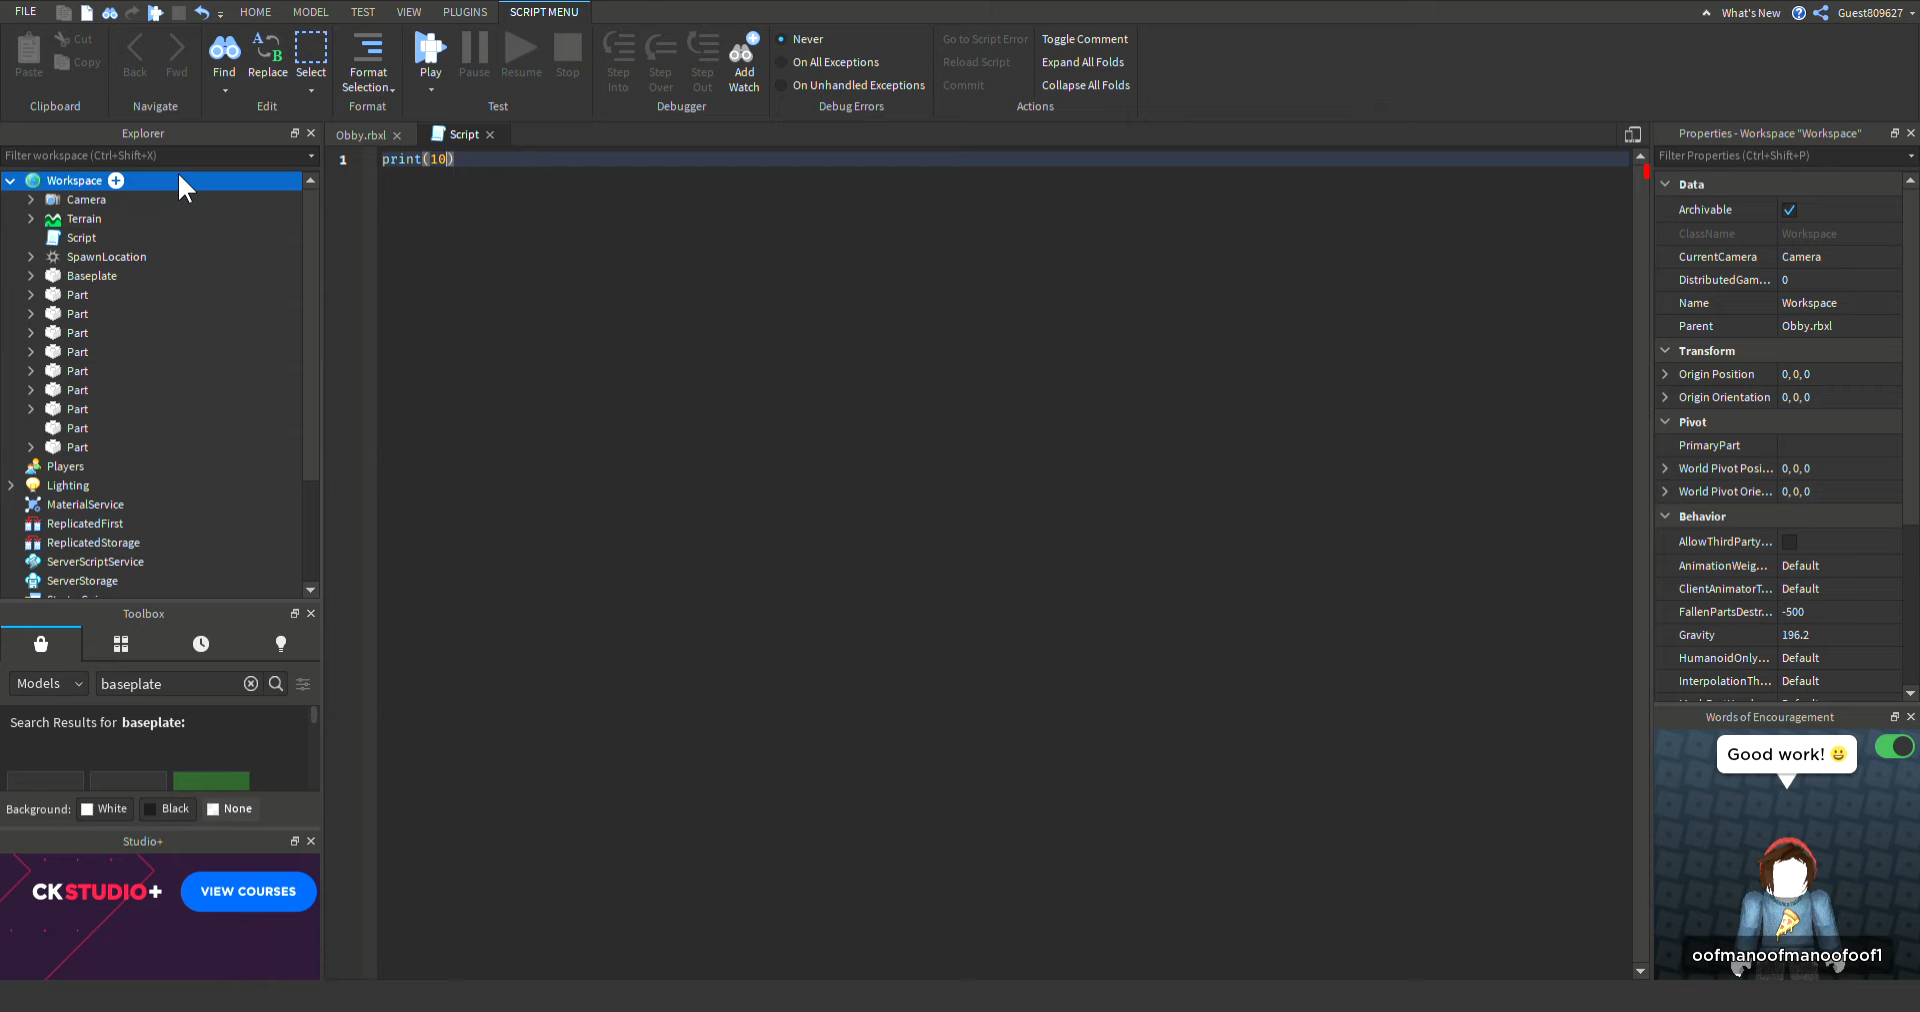 FILE
HOME
MODEL
TEST
VIEW
PLUGINS
SCRIPT MENU
What's New
Guest809627
Paste
Cut
Copy
Clipboard
Back
Fwd
Navigate
Find
Replace
Select
Edit
Format
Selection
Format
Play
Pause
Resume
Stop
Test
Step
Into
Step
Over
Step
Out
Add
Watch
Debugger
Never
On All Exceptions
On Unhandled Exceptions
Debug Errors
Go to Script Error
Reload Script
Commit
Toggle Comment
Expand All Folds
Collapse All Folds
Actions
Explorer
Filter workspace (Ctrl+Shift+X)
Workspace
Camera
Terrain
Script
SpawnLocation
Baseplate
Part
Part
Part
Part
Part
Part
Part
Part
Part
Players
Lighting
MaterialService
ReplicatedFirst
ReplicatedStorage
ServerScriptService
ServerStorage
Toolbox
Models
baseplate
Search Results for baseplate:
Background:
White
Black
None
Studio+
CKSTUDIO+
VIEW COURSES
Obby.rbxl
Script
1
print(10)
Properties - Workspace "Workspace"
Filter Properties (Ctrl+Shift+P)
Data
Archivable
ClassName Workspace
CurrentCamera Camera
DistributedGam... 0
Name Workspace
Parent Obby.rbxl
Transform
Origin Position 0, 0, 0
Origin Orientation 0, 0, 0
Pivot
PrimaryPart
World Pivot Posi... 0, 0, 0
World Pivot Orie... 0, 0, 0
Behavior
AllowThirdParty...
AnimationWeig... Default
ClientAnimatorT... Default
FallenPartsDestr... -500
Gravity 196.2
HumanoidOnly... Default
InterpolationTh... Default
Words of Encouragement
Good work! 😀
oofmanoofmanoofoof1